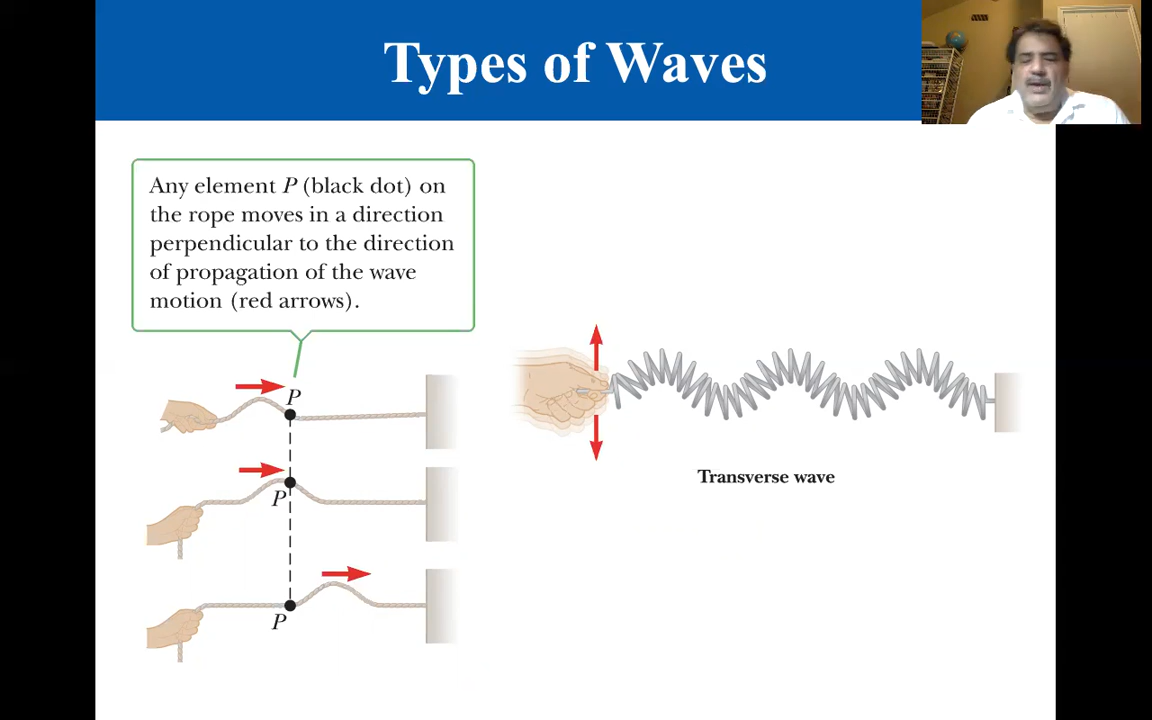 Types of Waves
Any element P (black dot) on
the rope moves in a direction
perpendicular to the direction
of propagation of the wave
motion (red arrows).
P
P
P
Transverse wave